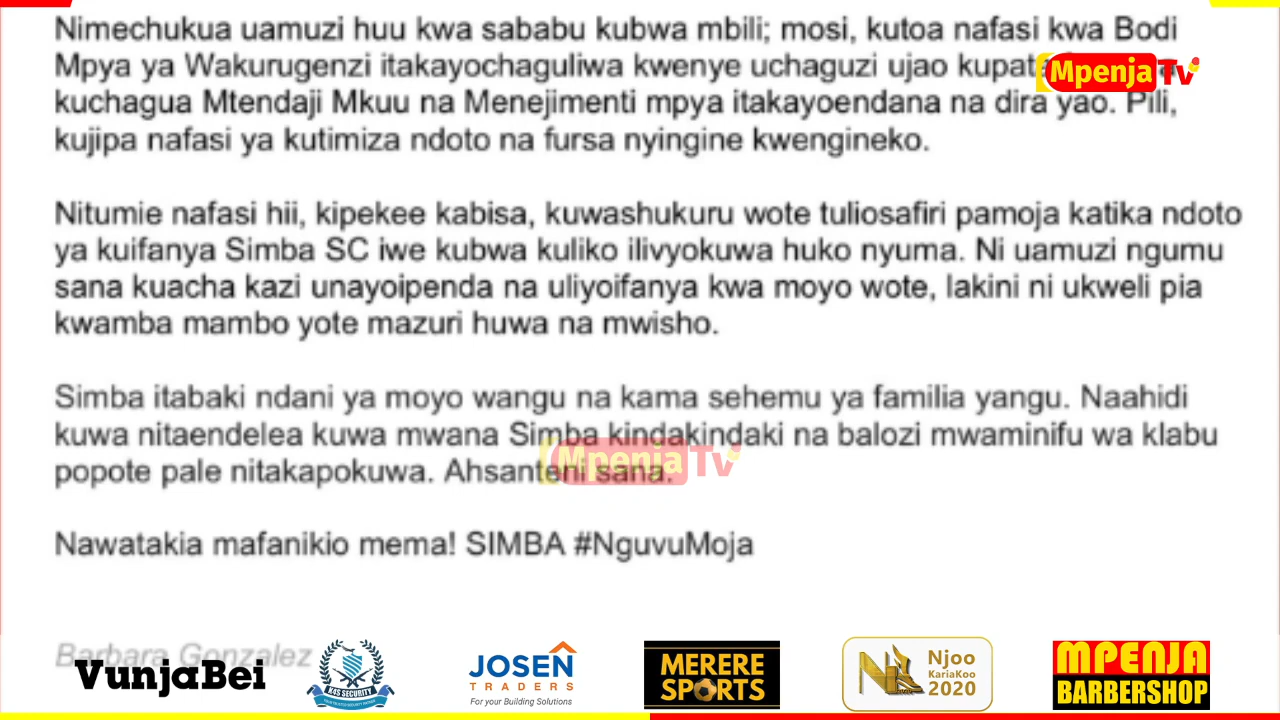 Nimechukua uamuzi huu kwa sababu kubwa mbili; mosi, kutoa nafasi kwa Bodi
Mpya ya Wakurugenzi itakayochaguliwa kwenye uchaguzi ujao
kuchagua Mtendaji Mkuu na Menejimenti mpya itakayoendana na dira yao. Pili,
kujipa nafasi ya kutimiza ndoto na fursa nyingine kwengineko.
Mpenja Tv
Nitumie nafasi hii, kipekee kabisa, kuwashukuru wote tuliosafiri pamoja katika ndoto
ya kuifanya Simba SC iwe kubwa kuliko ilivyokuwa huko nyuma. Ni uamuzi ngumu
sana kuacha kazi unayoipenda na uliyoifanya kwa moyo wote, lakini ni ukweli pia
kwamba mambo yote mazuri huwa na mwisho.
Simba itabaki ndani ya moyo wangu na kama sehemu ya familia yangu. Naahidi
kuwa nitaendelea kuwa mwana Simba kindakindaki na balozi mwaminifu wa klabu
popote pale nitakapokuwa. Ahsanteni sana.
Mpenja Tv
Nawatakia mafanikio mema! SIMBA #NguvuMoja
Barbara Gonzalez
VunjaBei
K4S SECURITY
JOSEN
TRADERS
For your Building Solutions
MERERE
SPORTS
Njoo
KariaKoo
2020
MPENJA
BARBERSHOP